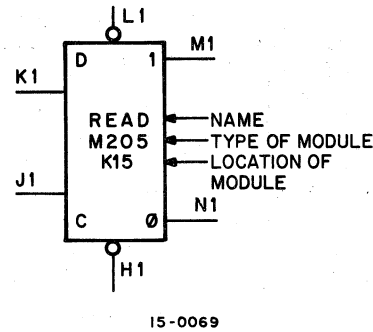 L1
D 1 M1
K1
READ NAME
M205 TYPE OF MODULE
K15 LOCATION OF
MODULE
J1
N1
C Ø
H1
15-0069